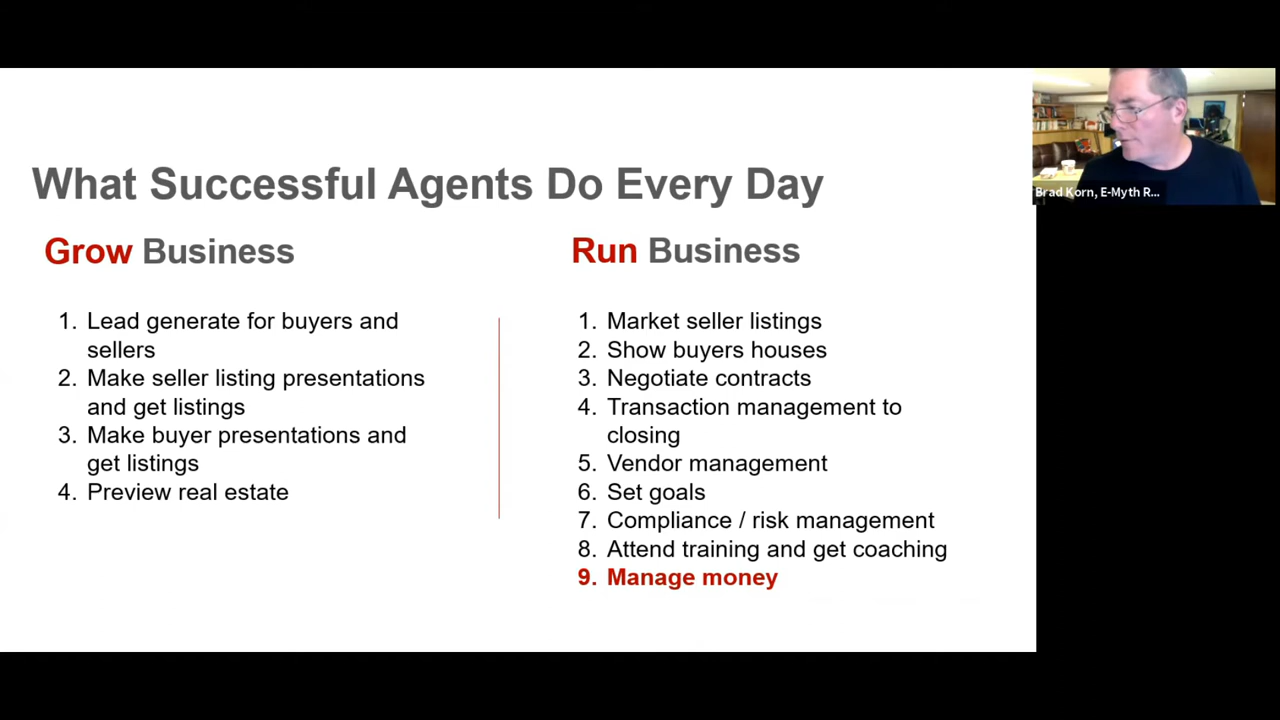 What Successful Agents Do Every Day
Grow Business
1. Lead generate for buyers and
sellers
2. Make seller listing presentations
and get listings
3. Make buyer presentations and
get listings
4. Preview real estate
Run Business
1. Market seller listings
2. Show buyers houses
3. Negotiate contracts
4. Transaction management to
closing
5. Vendor management
6. Set goals
7. Compliance / risk management
8. Attend training and get coaching
9. Manage money
Brad Korn, E-Myth R...